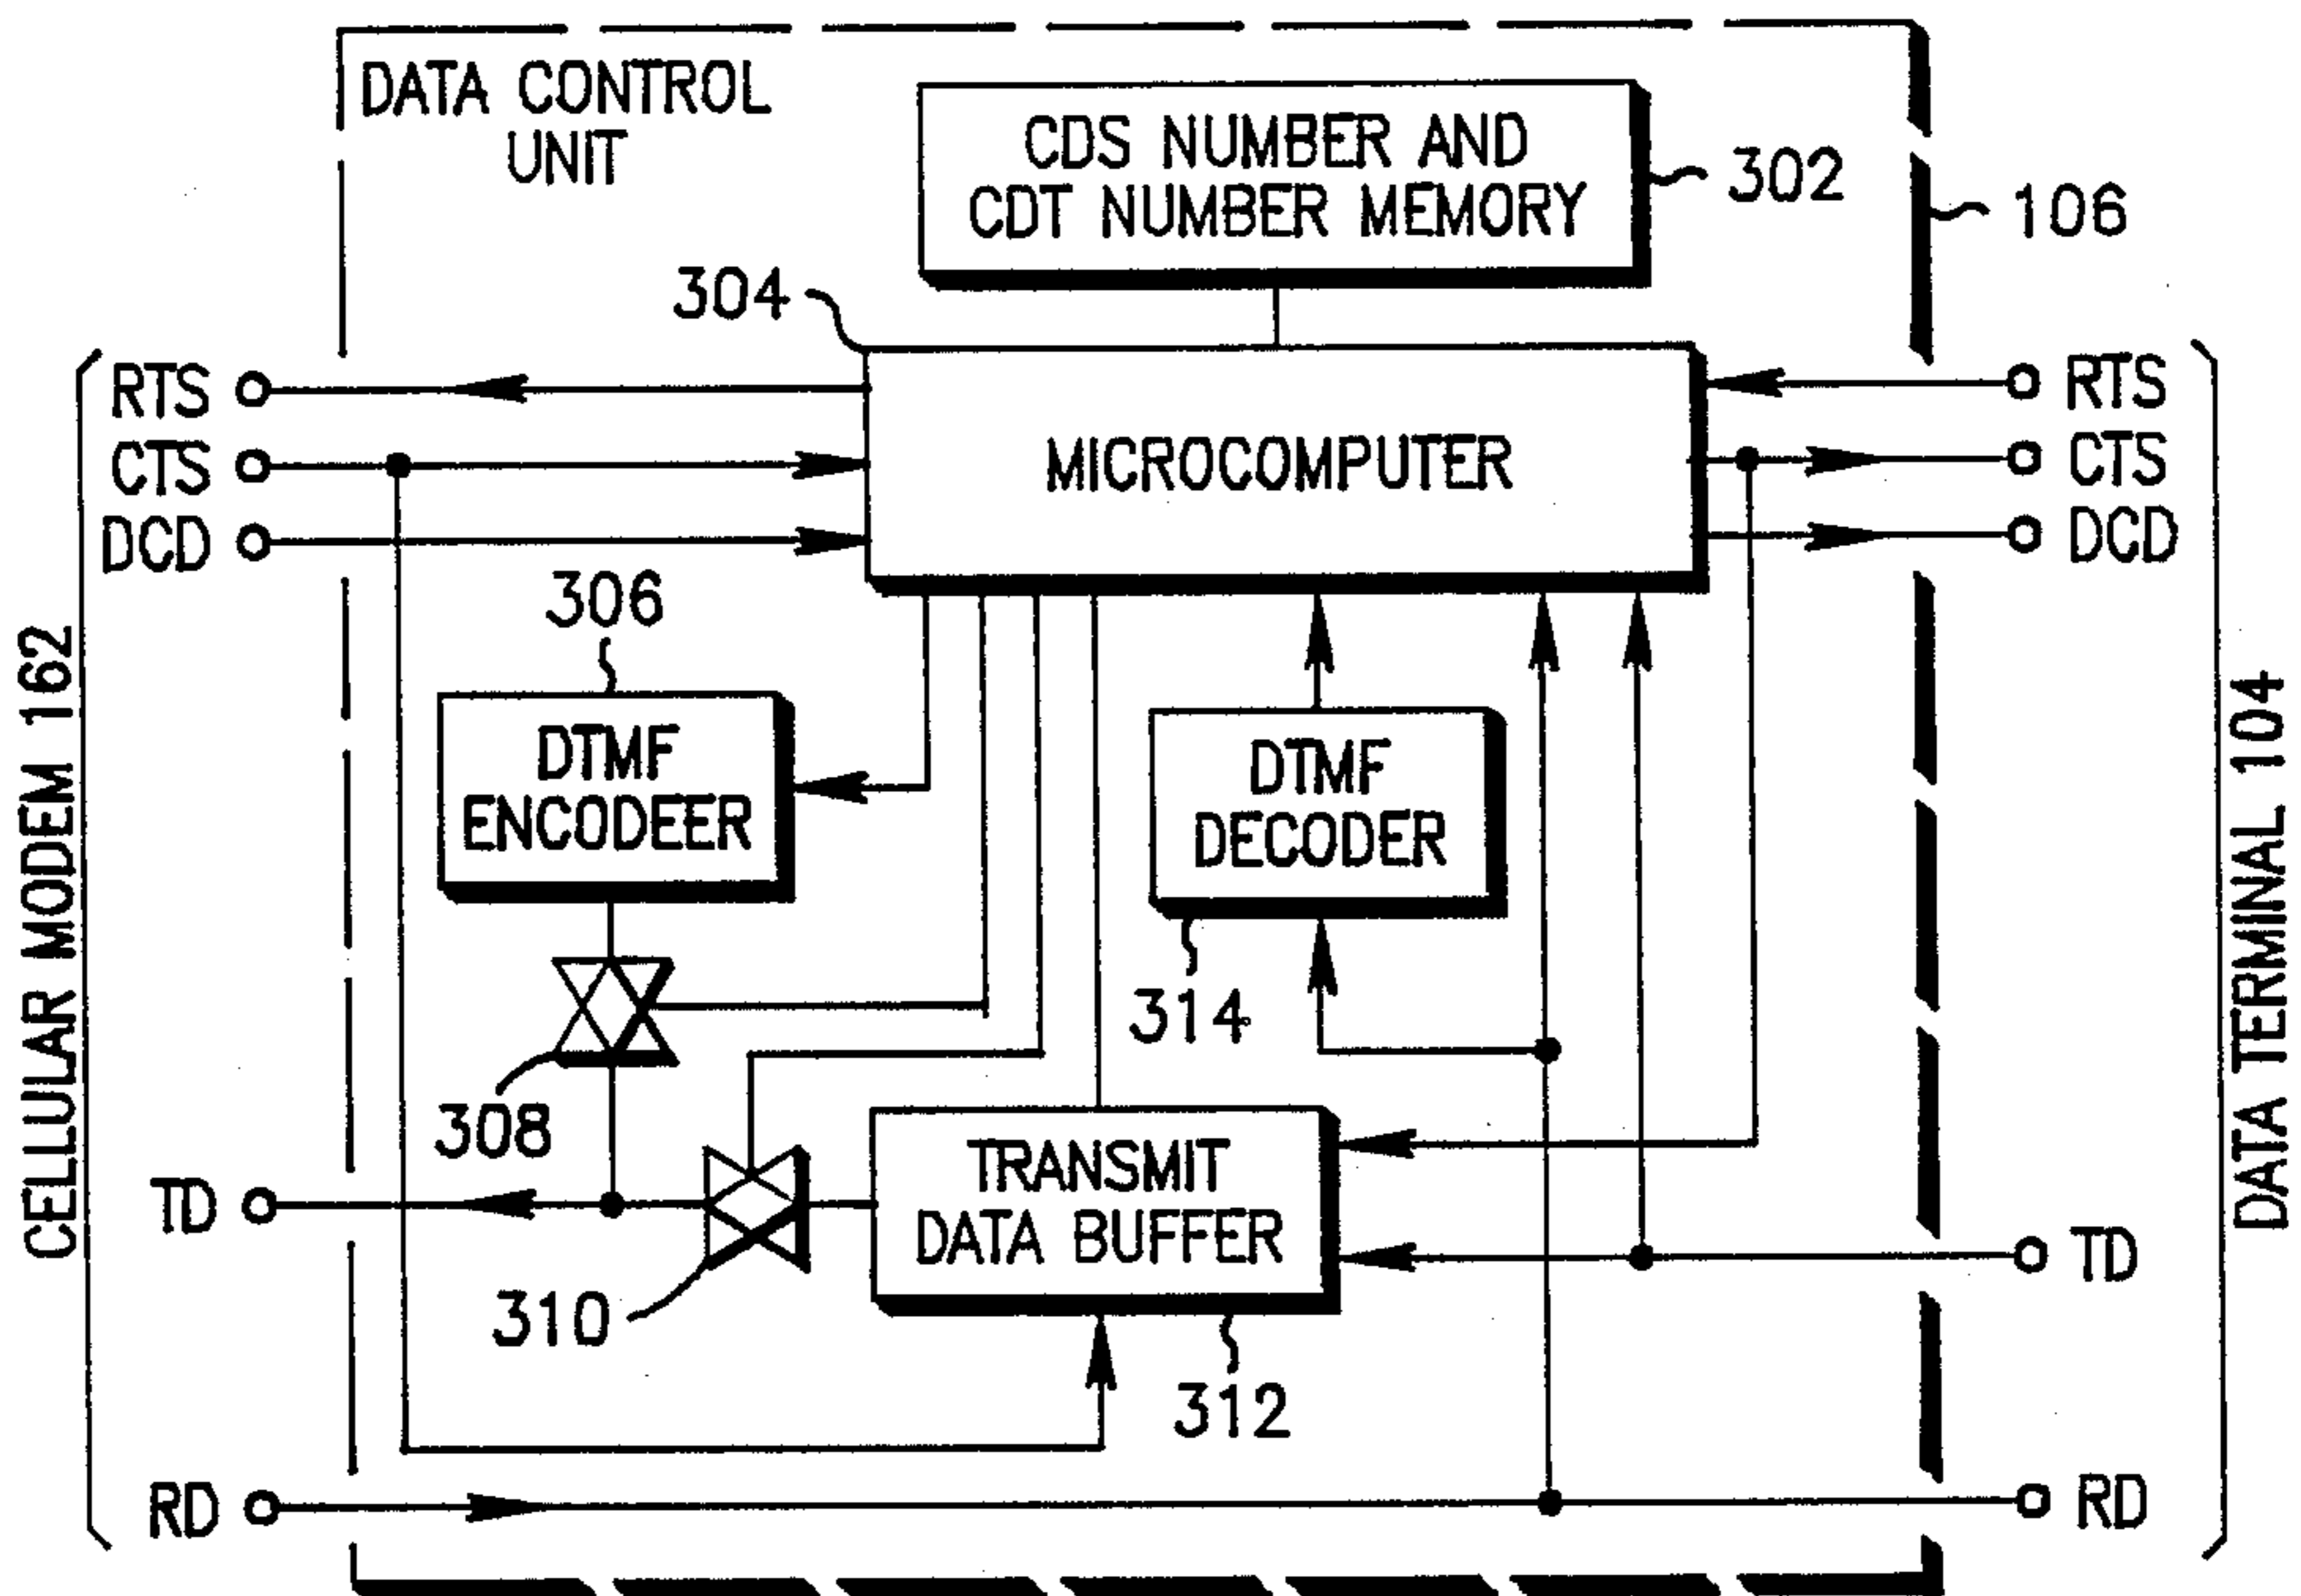 DATA CONTROL
UNIT
CDS NUMBER AND
CDT NUMBER MEMORY
302
106
304
RTS
CTS
DCD
MICROCOMPUTER
RTS
CTS
DCD
306
DTMF
ENCODEER
DTMF
DECODER
314
308
TRANSMIT
DATA BUFFER
310
312
TD
RD
TD
RD
CELLULAR MODEM 162
DATA TERMINAL 104